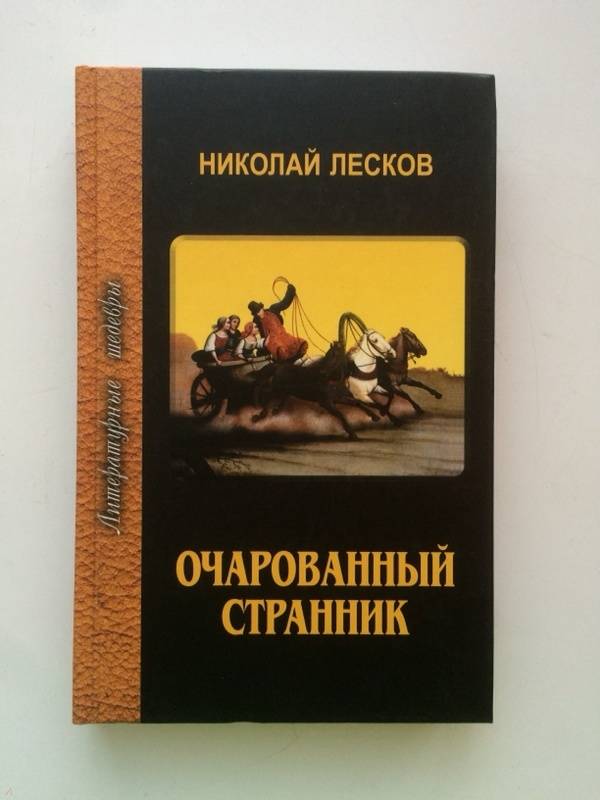 НИКОЛАЙ ЛЕСКОВ
Литературные шедевры
ОЧАРОВАННЫЙ
СТРАННИК